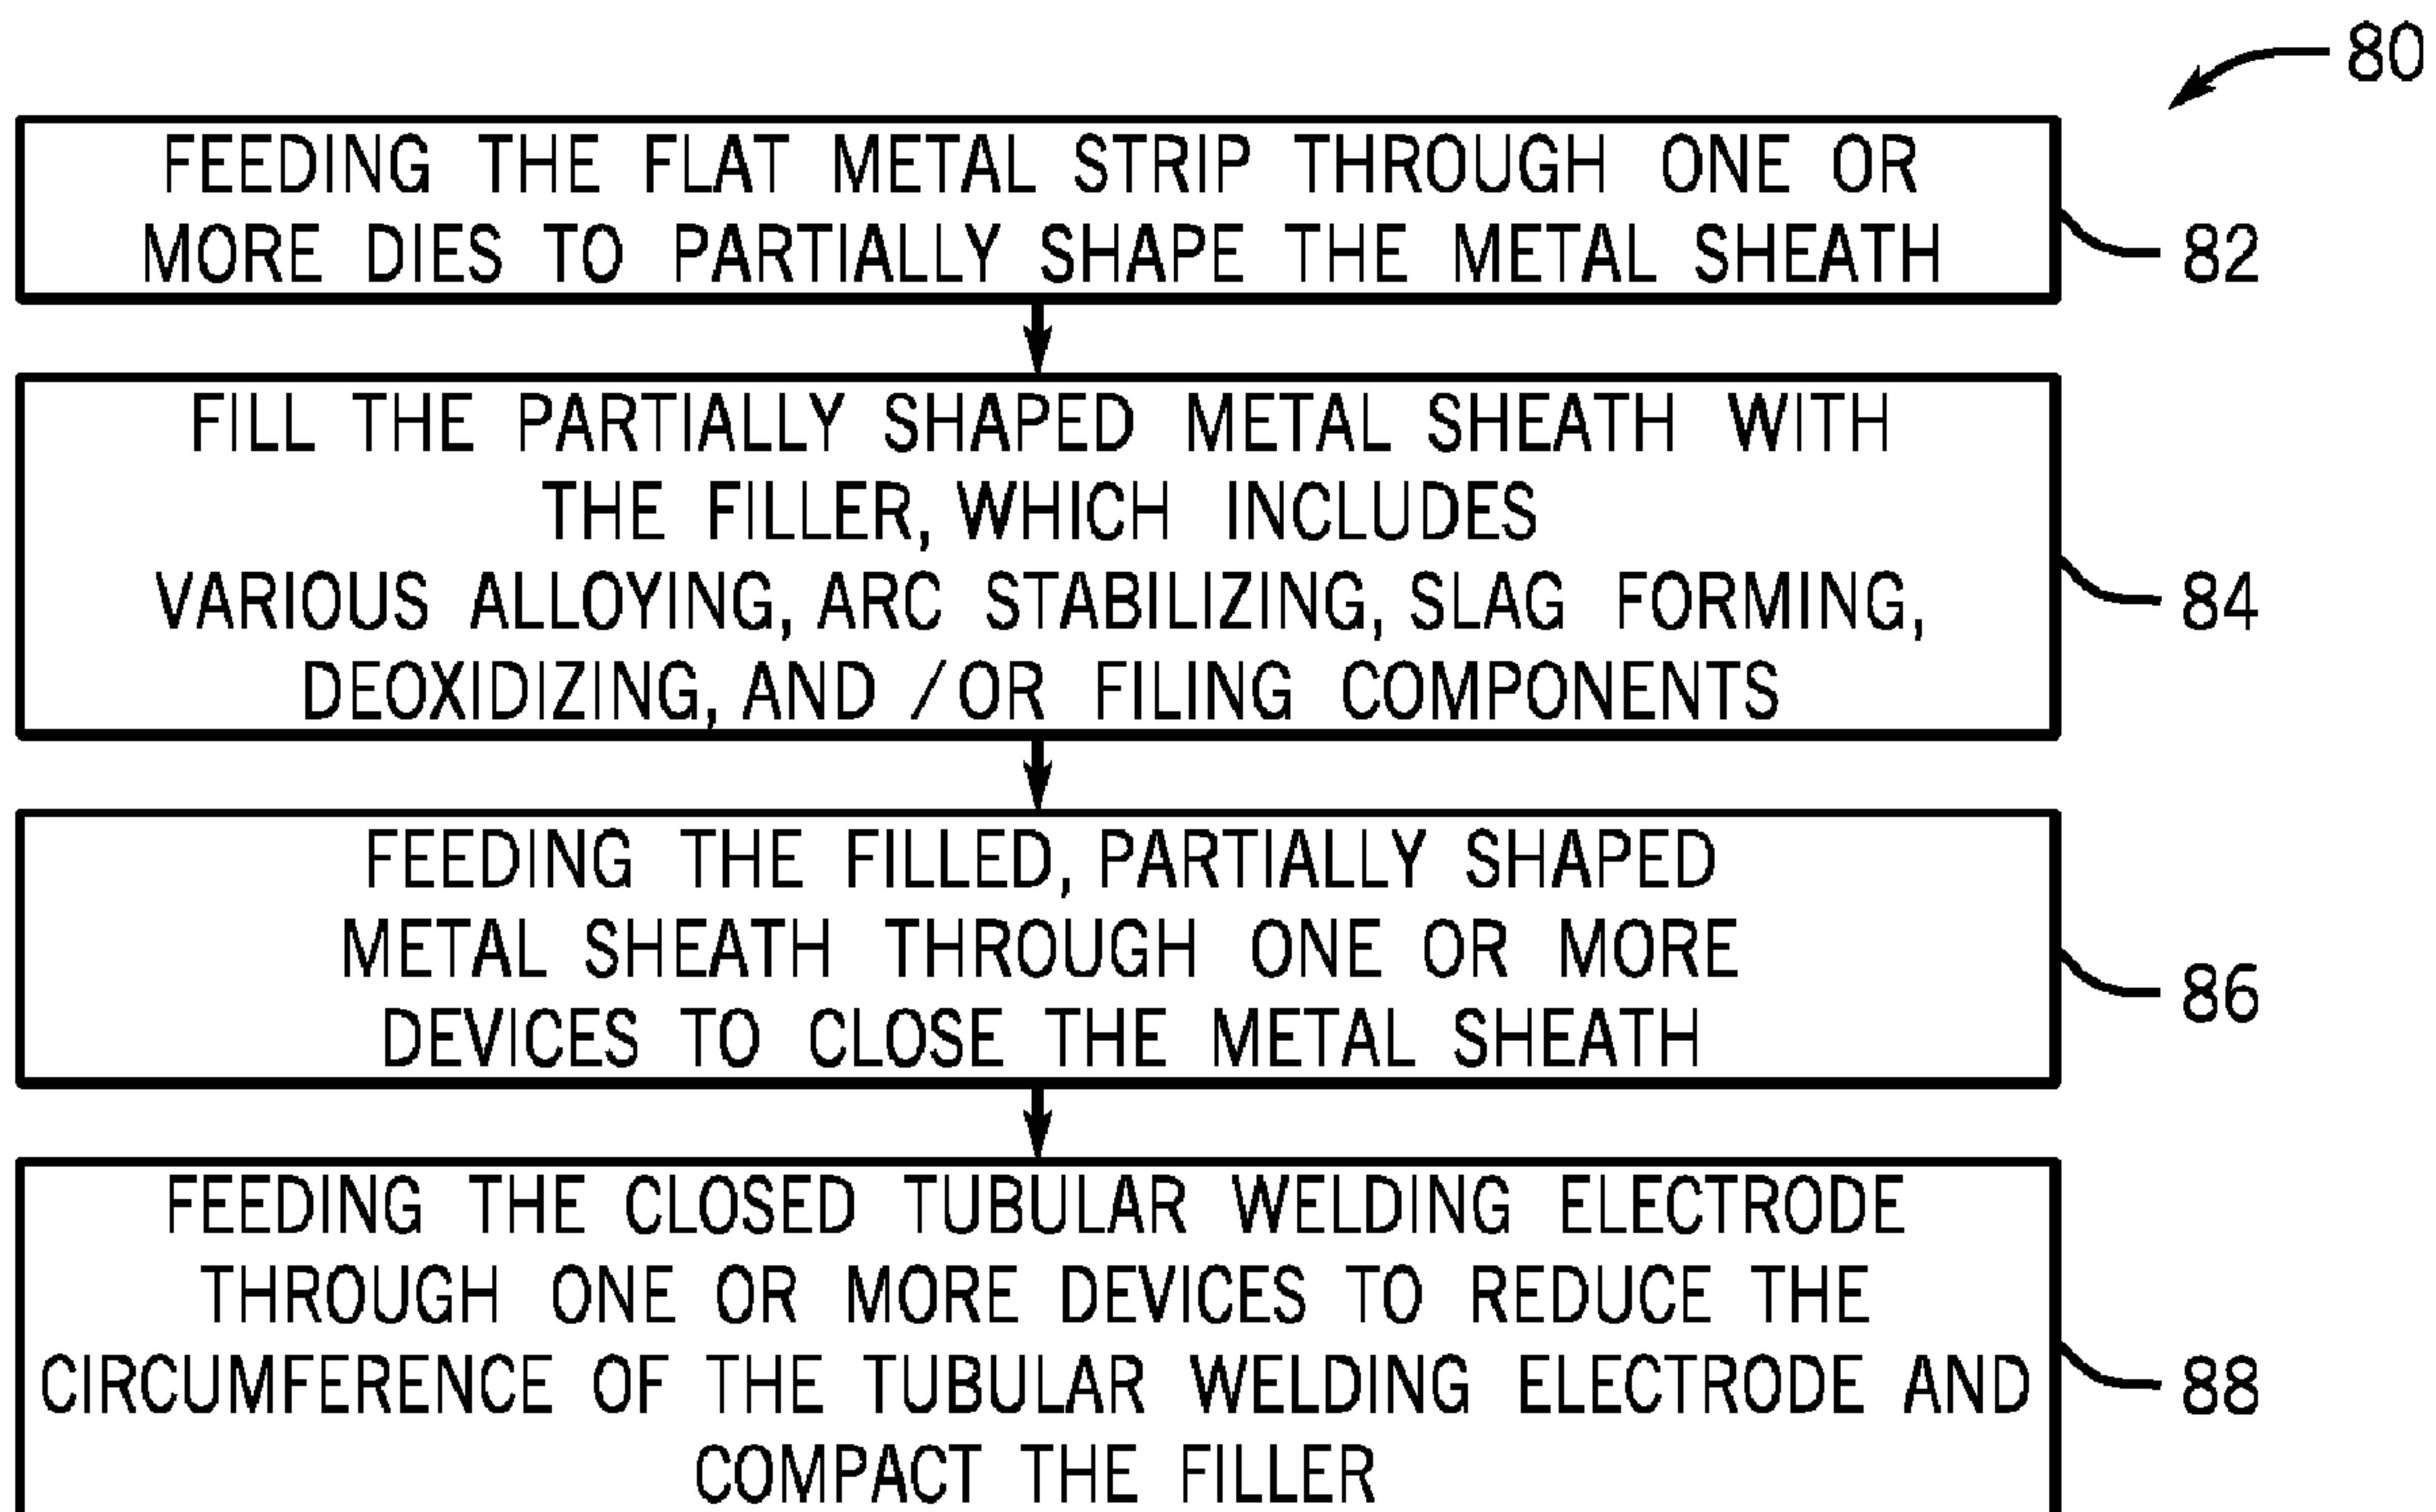 80
FEEDING THE FLAT METAL STRIP THROUGH ONE OR
MORE DIES TO PARTIALLY SHAPE THE METAL SHEATH
82
FILL THE PARTIALLY SHAPED METAL SHEATH WITH
THE FILLER, WHICH INCLUDES
VARIOUS ALLOYING, ARC STABILIZING, SLAG FORMING,
DEOXIDIZING, AND /OR FILING COMPONENTS
84
FEEDING THE FILLED, PARTIALLY SHAPED
METAL SHEATH THROUGH ONE OR MORE
DEVICES TO CLOSE THE METAL SHEATH
86
FEEDING THE CLOSED TUBULAR WELDING ELECTRODE
THROUGH ONE OR MORE DEVICES TO REDUCE THE
CIRCUMFERENCE OF THE TUBULAR WELDING ELECTRODE AND
COMPACT THE FILLER
88